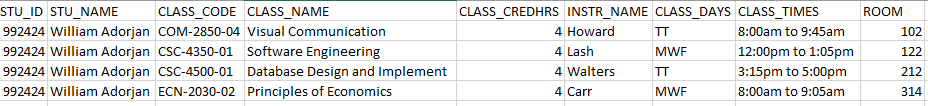 STU_ID STU_NAME CLASS_CODE CLASS_NAME CLASS_CREDHRS INSTR_NAME CLASS_DAYS CLASS_TIMES ROOM
992424 William Adorjan COM-2850-04 Visual Communication 4 Howard TT 8:00am to 9:45am 102
992424 William Adorjan CSC-4350-01 Software Engineering 4 Lash MWF 12:00pm to 1:05pm 122
992424 William Adorjan CSC-4500-01 Database Design and Implement 4 Walters TT 3:15pm to 5:00pm 212
992424 William Adorjan ECN-2030-02 Principles of Economics 4 Carr MWF 8:00am to 9:05am 314